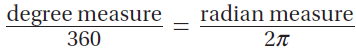 degree measure / 360 = radian measure / 2π